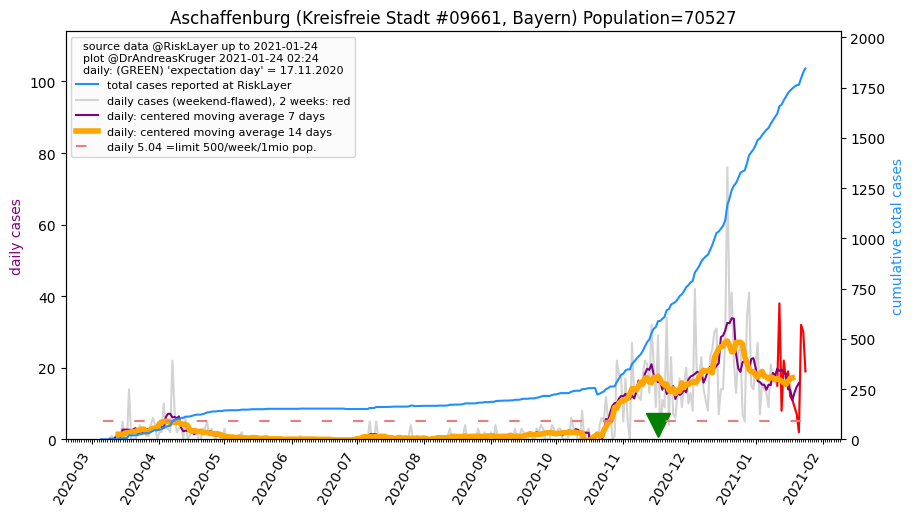 Aschaffenburg (Kreisfreie Stadt #09661, Bayern) Population=70527
source data @RiskLayer up to 2021-01-24
plot @DrAndreasKruger 2021-01-24 02:24
daily: (GREEN) 'expectation day' = 17.11.2020
total cases reported at RiskLayer
daily cases (weekend-flawed), 2 weeks: red
daily: centered moving average 7 days
daily: centered moving average 14 days
daily 5.04 =limit 500/week/1mio pop.
daily cases
100
80
60
40
20
0
2000
1750
1500
1250
1000
750
500
250
0
cumulative total cases
2020-03
2020-04
2020-05
2020-06
2020-07
2020-08
2020-09
2020-10
2020-11
2020-12
2021-01
2021-02